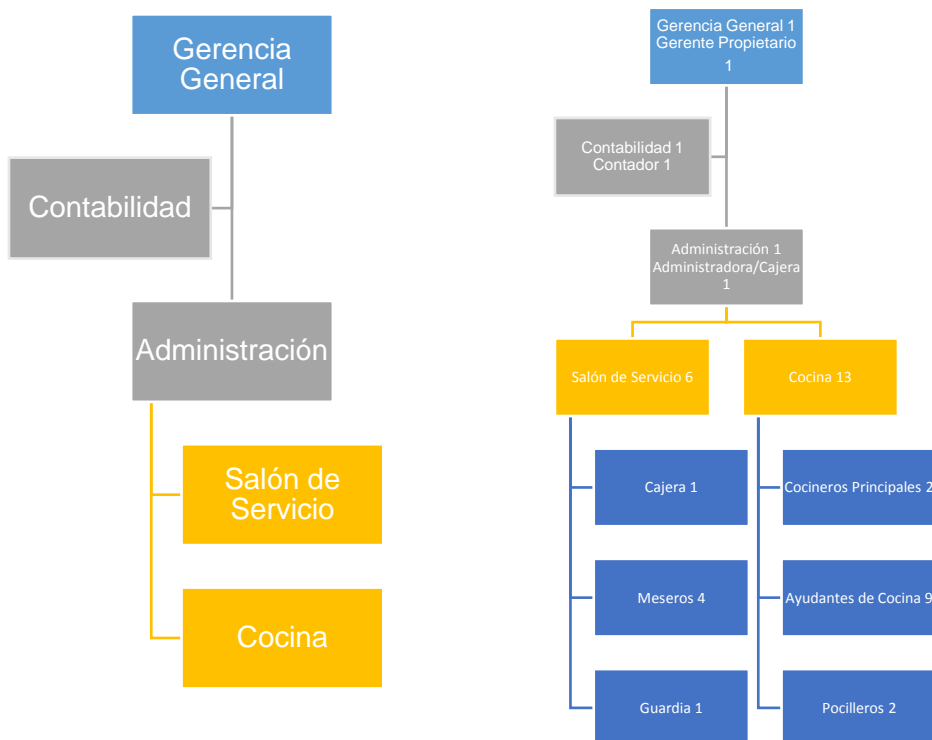 Gerencia
General
Contabilidad
Administración
Salón de
Servicio
Cocina
Gerencia General 1
Gerente Propietario
1
Contabilidad 1
Contador 1
Administración 1
Administradora/Cajera
1
Salón de Servicio 6
Cocina 13
Cajera 1
Cocineros Principales 2
Meseros 4
Ayudantes de Cocina 9
Guardia 1
Pocilleros 2